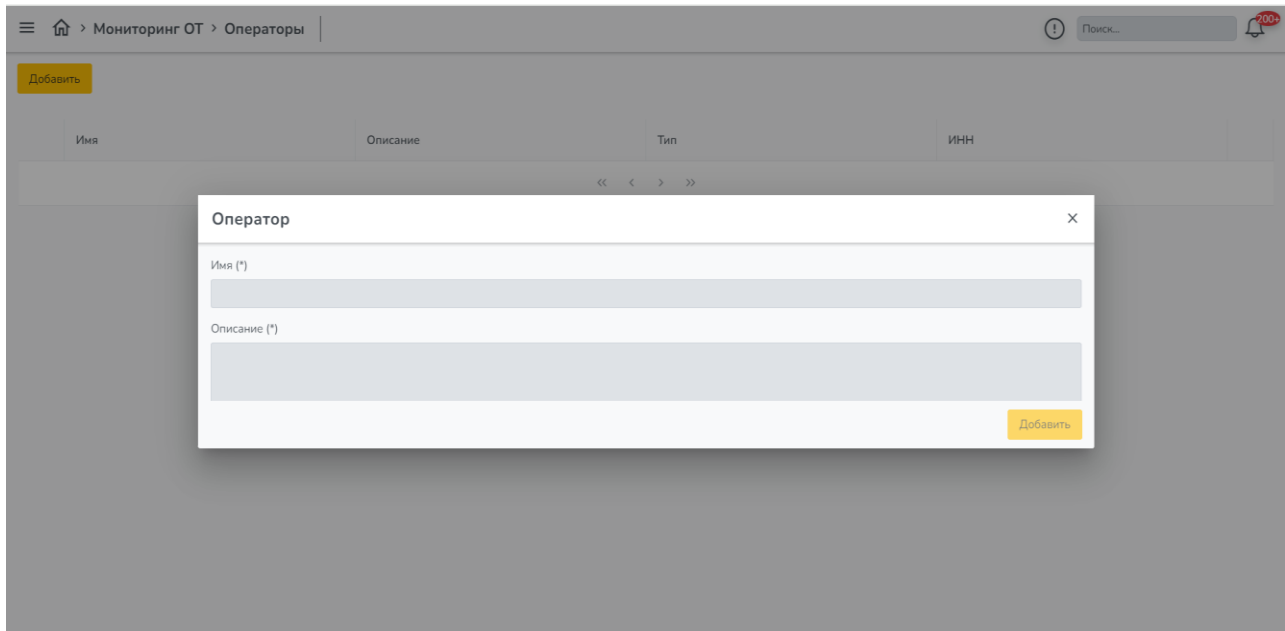 Мониторинг ОТ > Операторы
Поиск...
200+
Добавить
Имя Описание Тип ИНН
Оператор
Имя (*)
Описание (*)
Добавить